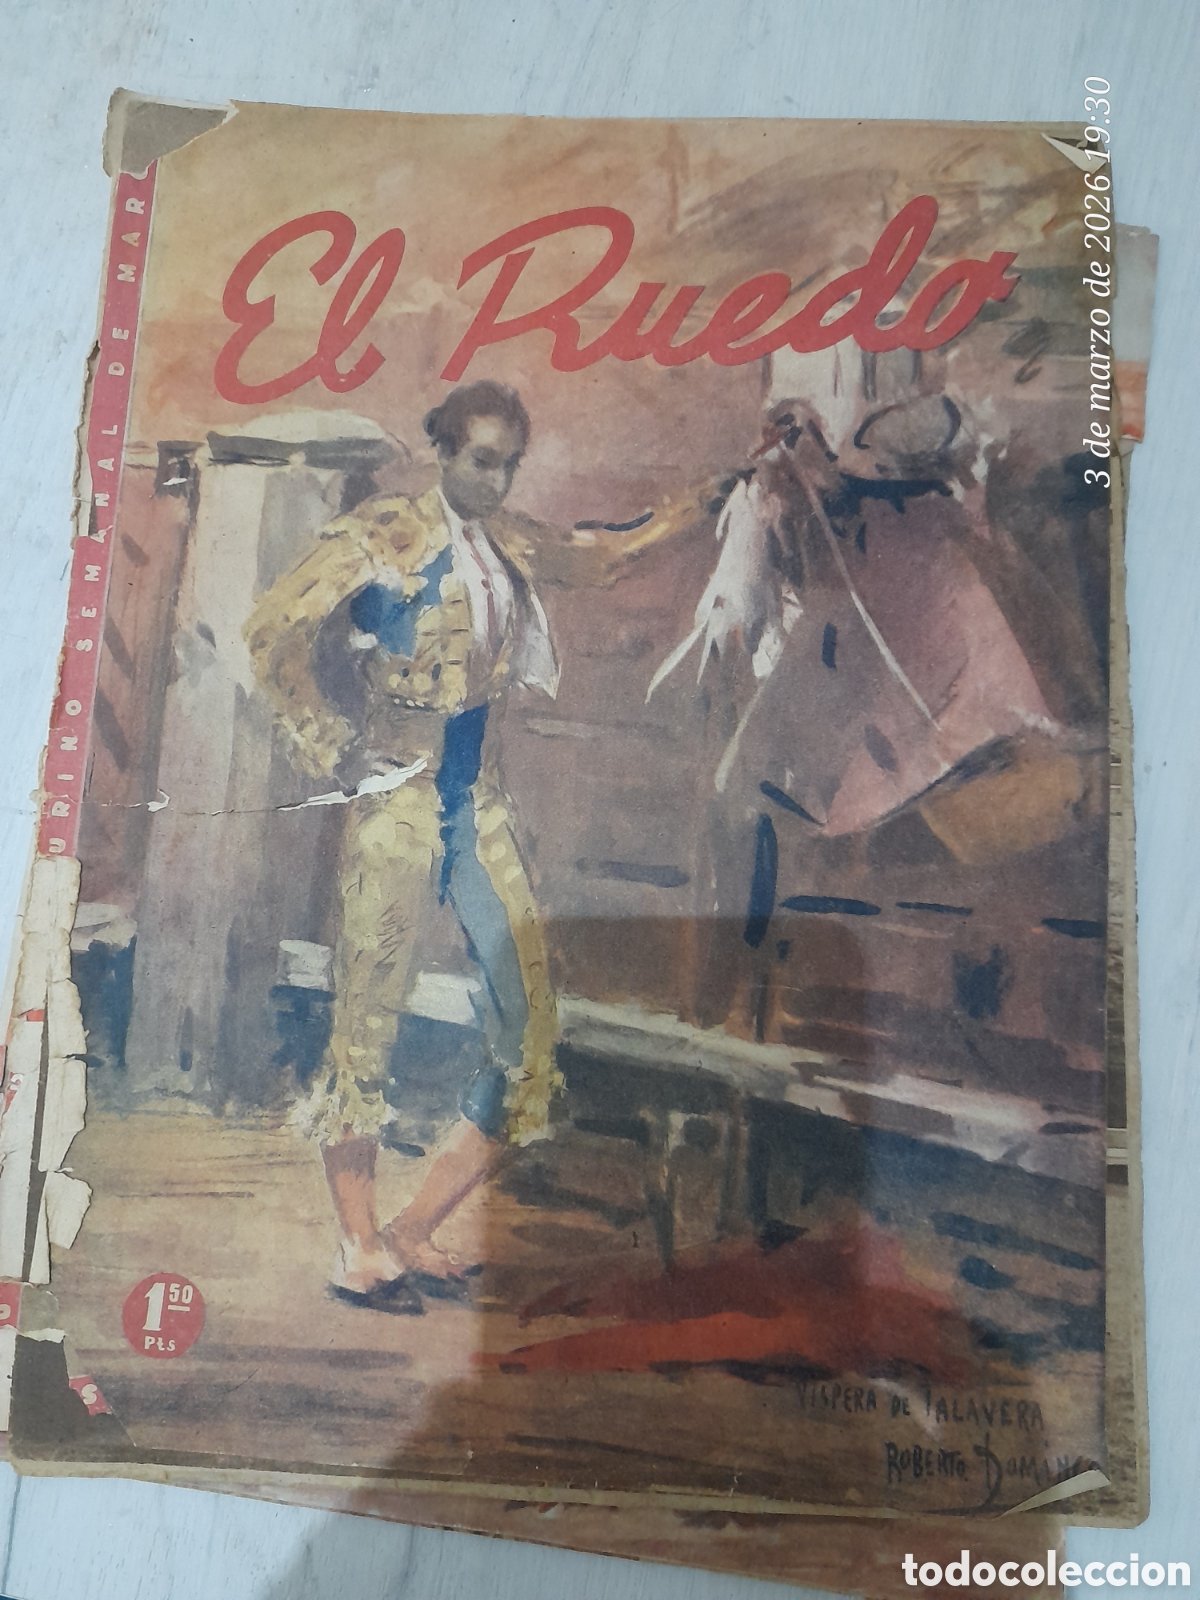 El Ruedo
URINO SEMANAL DE MAR
1 50
Pts
S
U
VISPERA DE TALAVERA
ROBERTO DOMINGO
3 de marzo de 2026 19:30
todocoleccion